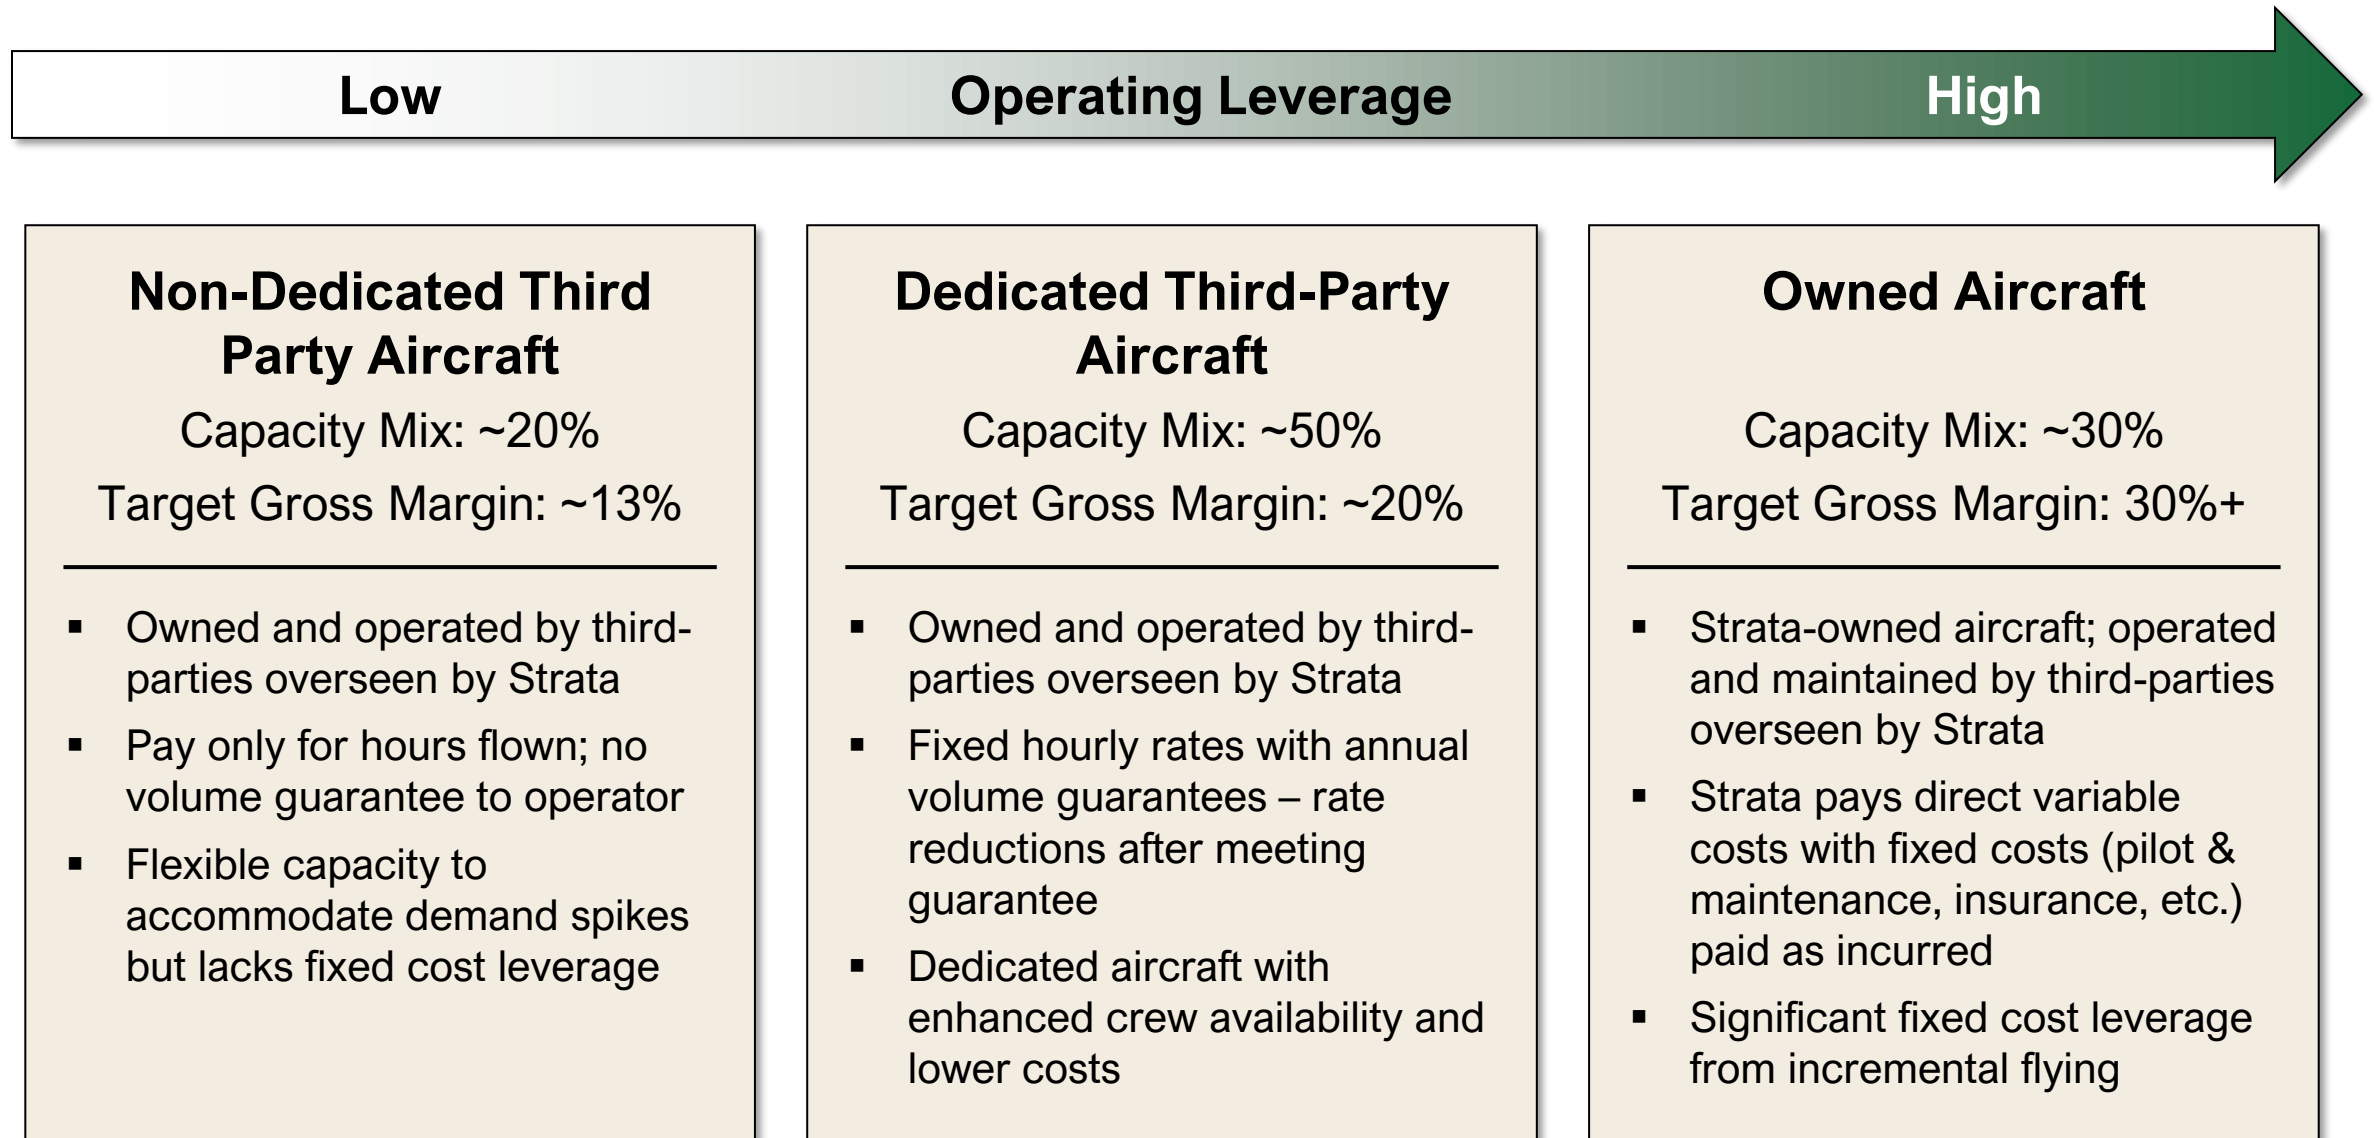 Low
Operating Leverage
High
Non-Dedicated Third
Party Aircraft
Capacity Mix: ~20%
Target Gross Margin: ~13%
▪ Owned and operated by third-
parties overseen by Strata
▪ Pay only for hours flown; no
volume guarantee to operator
▪ Flexible capacity to
accommodate demand spikes
but lacks fixed cost leverage
Dedicated Third-Party
Aircraft
Capacity Mix: ~50%
Target Gross Margin: ~20%
▪ Owned and operated by third-
parties overseen by Strata
▪ Fixed hourly rates with annual
volume guarantees – rate
reductions after meeting
guarantee
▪ Dedicated aircraft with
enhanced crew availability and
lower costs
Owned Aircraft
Capacity Mix: ~30%
Target Gross Margin: 30%+
▪ Strata-owned aircraft; operated
and maintained by third-parties
overseen by Strata
▪ Strata pays direct variable
costs with fixed costs (pilot &
maintenance, insurance, etc.)
paid as incurred
▪ Significant fixed cost leverage
from incremental flying